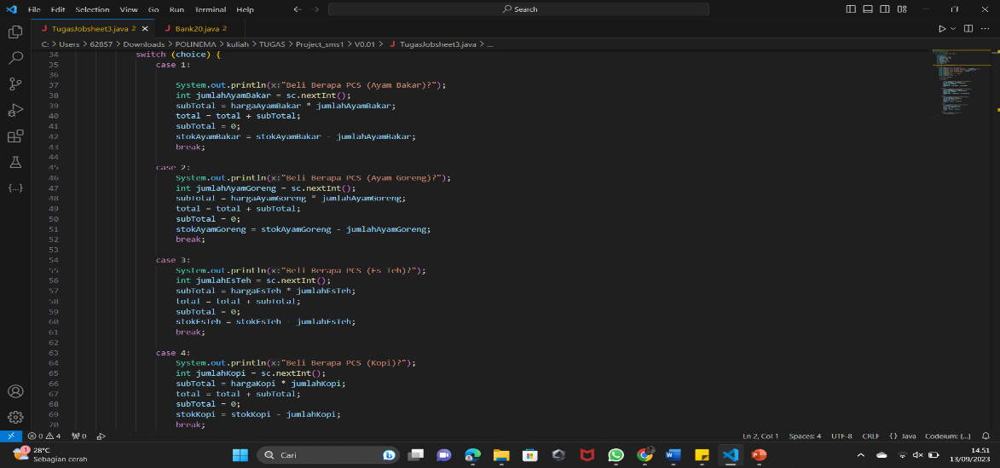 File Edit Selection View Go Run Terminal Help
Search
TugasJobsheet3.java 2
Bank20.java 2
C: > Users > 62857 > Downloads > POLINEMA > kuliah > TUGAS > Project_sms1 > V0.01 > TugasJobsheet3.java > ...
34 switch (choice) {
35 case 1:
36
37 System.out.println(x:"Beli Berapa PCS (Ayam Bakar)?");
38 int jumlahAyamBakar = sc.nextInt();
39 subTotal = hargaAyamBakar * jumlahAyamBakar;
40 total = total + subTotal;
41 subTotal = 0;
42 stokAyamBakar = stokAyamBakar - jumlahAyamBakar;
43 break;
44
45 case 2:
46 System.out.println(x:"Beli Berapa PCS (Ayam Goreng)?");
47 int jumlahAyamGoreng = sc.nextInt();
48 subTotal = hargaAyamGoreng * jumlahAyamGoreng;
49 total = total + subTotal;
50 subTotal = 0;
51 stokAyamGoreng = stokAyamGoreng - jumlahAyamGoreng;
52 break;
53
54 case 3:
55 System.out.println(x:"Beli Berapa PCS (Es Teh)?");
56 int jumlahEsTeh = sc.nextInt();
57 subTotal = hargaEsTeh * jumlahEsTeh;
58 total = total + subTotal;
59 subTotal = 0;
60 stokEsTeh = stokEsTeh - jumlahEsTeh;
61 break;
62
63 case 4:
64 System.out.println(x:"Beli Berapa PCS (Kopi)?");
65 int jumlahKopi = sc.nextInt();
66 subTotal = hargaKopi * jumlahKopi;
67 total = total + subTotal;
68 subTotal = 0;
69 stokKopi = stokKopi - jumlahKopi;
70 break;
0 4 0
Ln 2, Col 1 Spaces: 4 UTF-8 CRLF {} Java Codeium: {...}
1
28°C
Sebagian cerah
Cari
14.51
13/09/2023